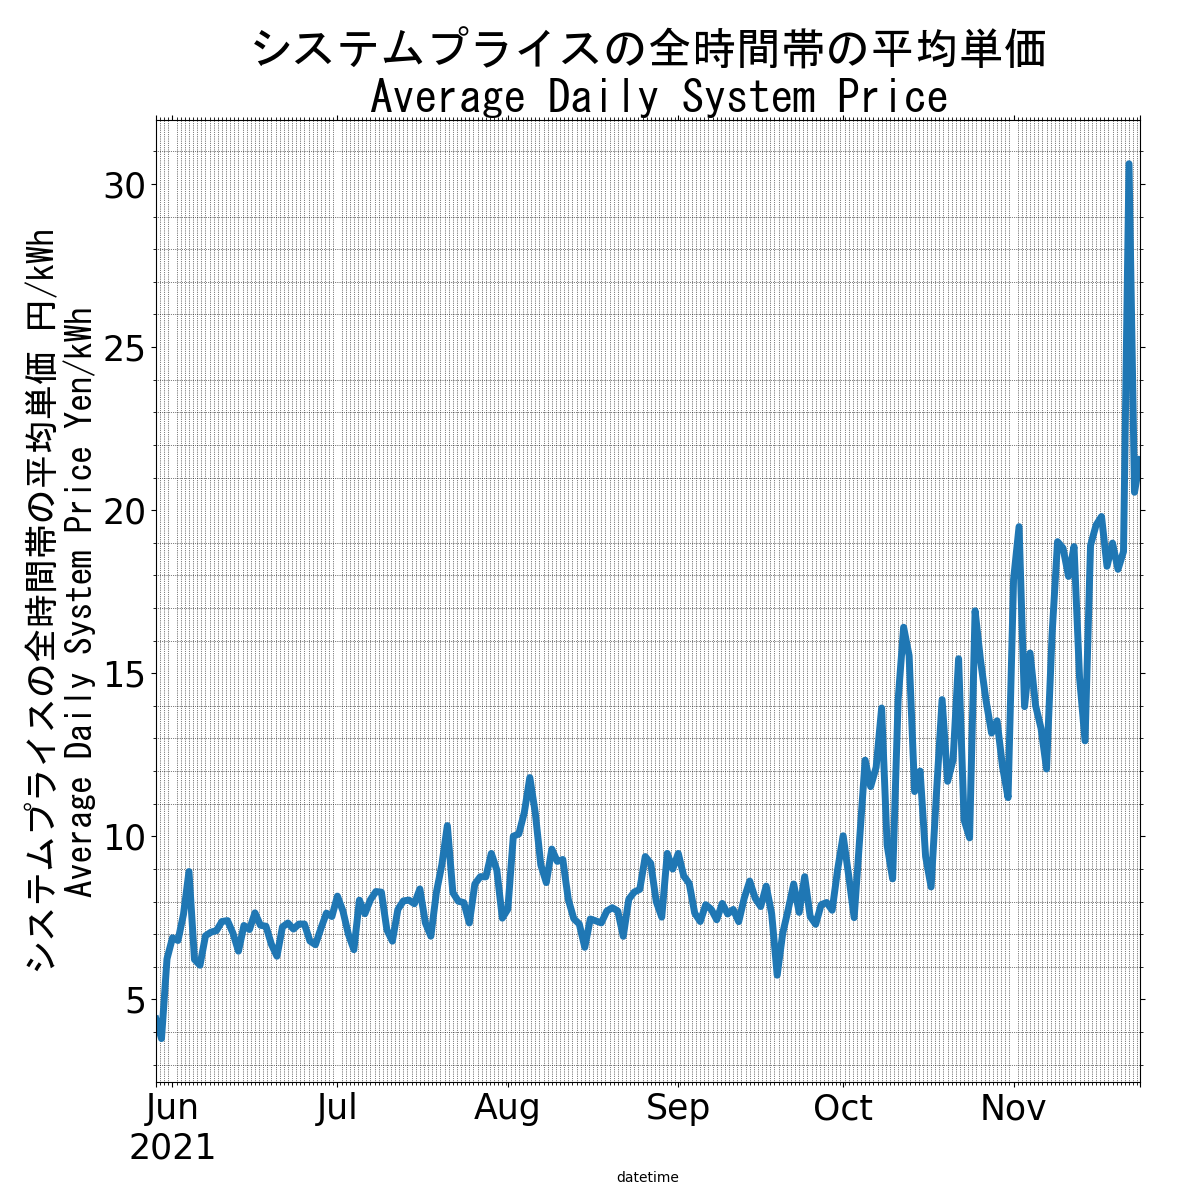 システムプライスの全時間帯の平均単価
Average Daily System Price
システムプライスの全時間帯の平均単価 円/kWh
Average Daily System Price Yen/kWh
30
25
20
15
10
5
Jun
2021
Jul
Aug
Sep
Oct
Nov
datetime